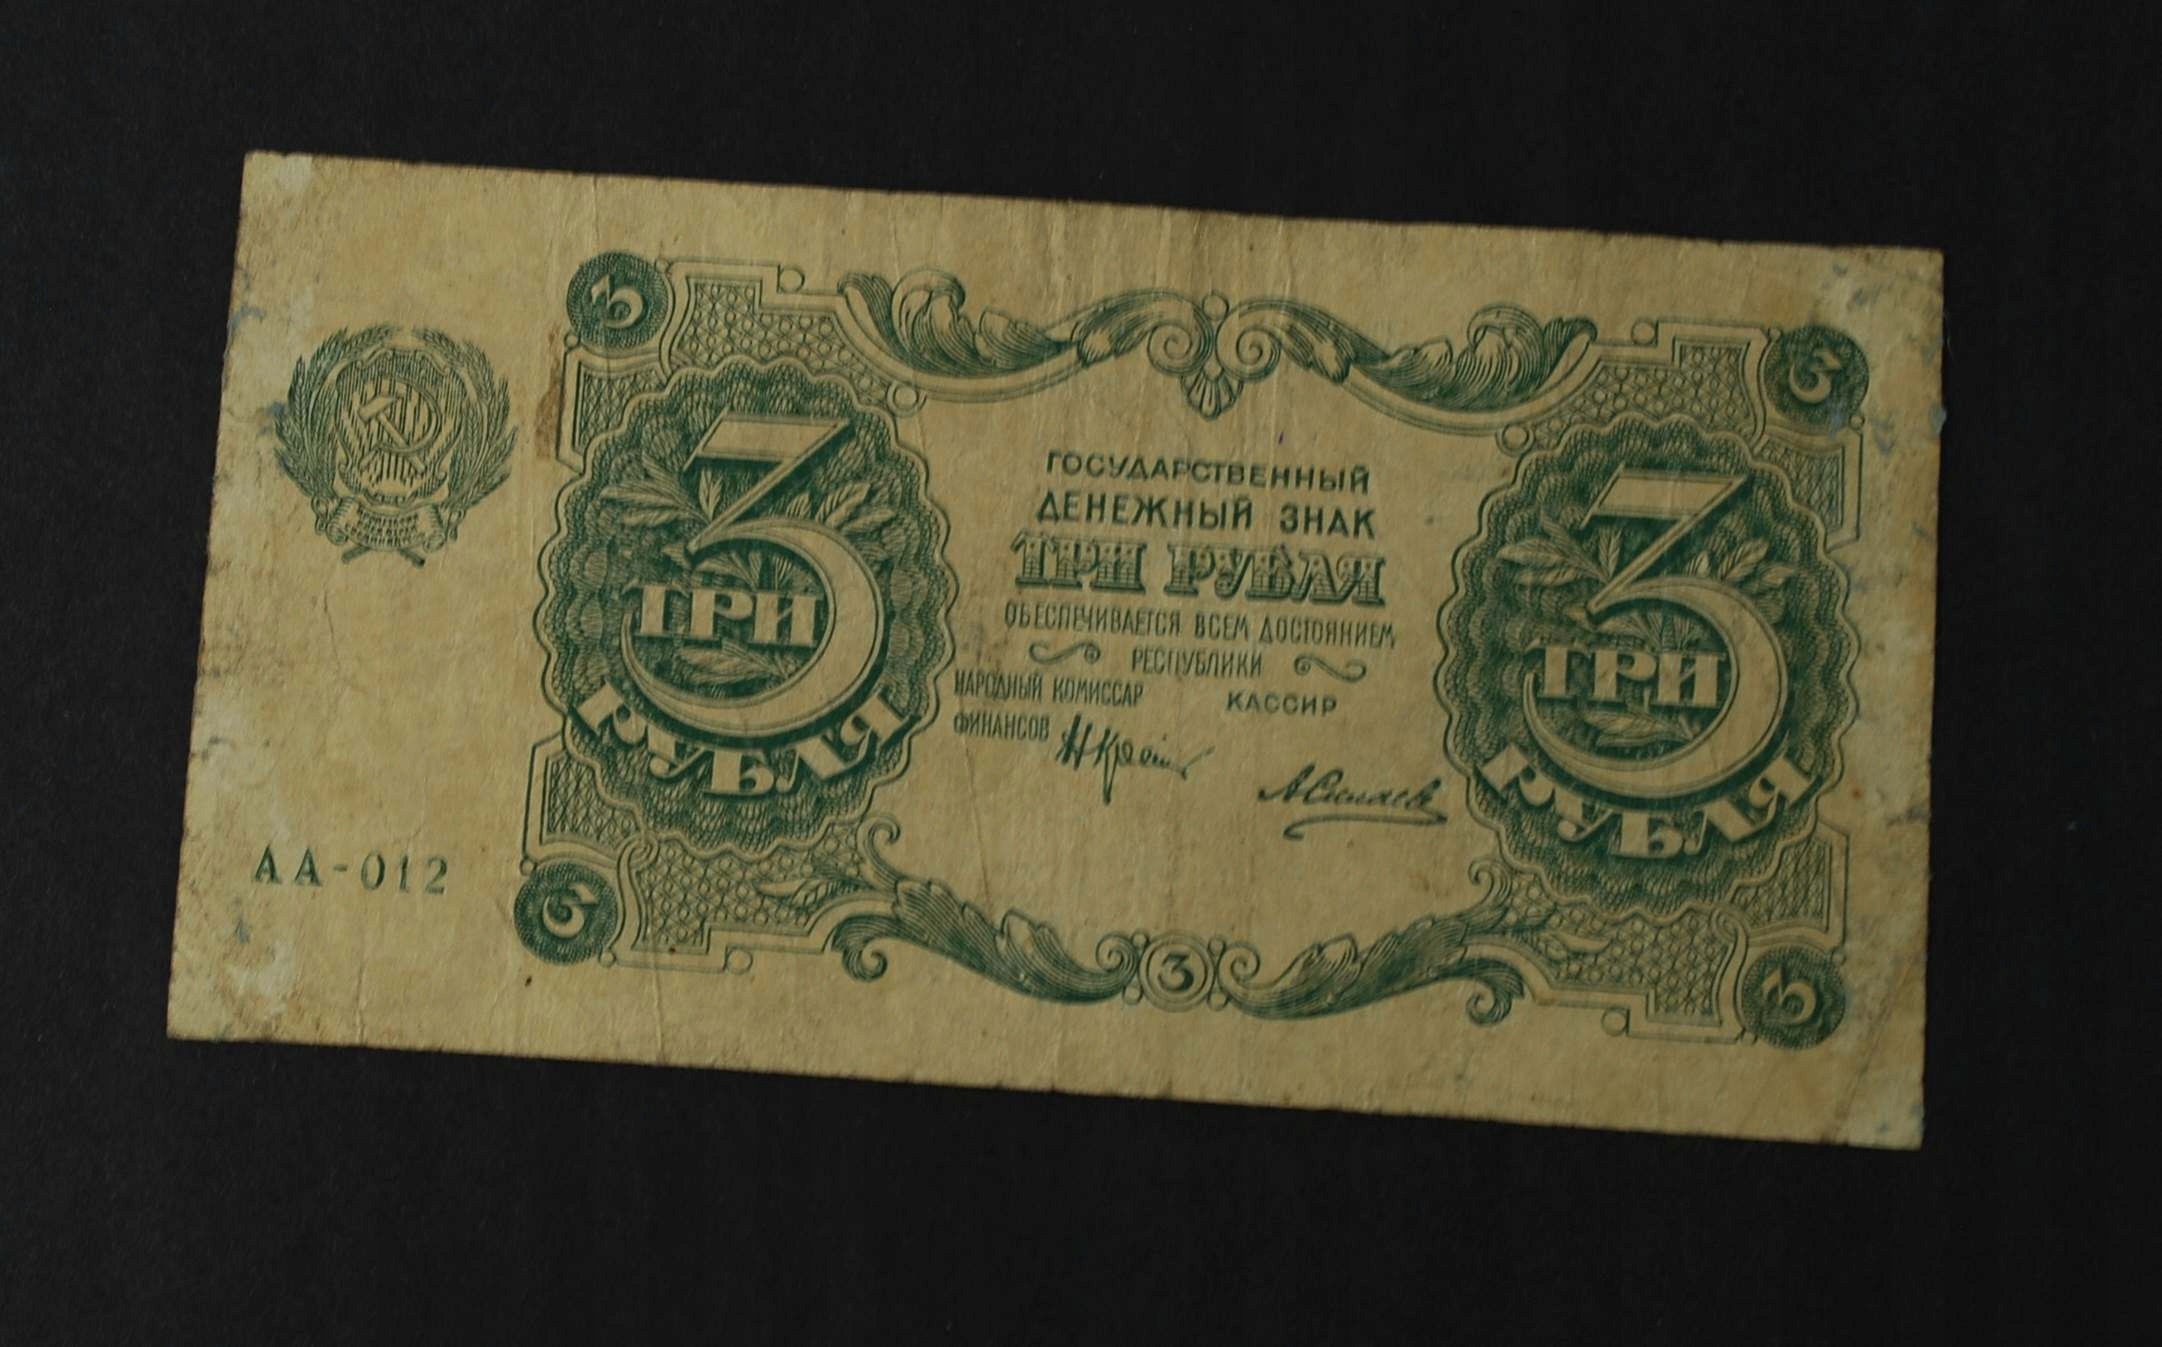 3
3
3
ТРИ
РУБЛЯ
ГОСУДАРСТВЕННЫЙ
ДЕНЕЖНЫЙ ЗНАК
ТРИ РУБЛЯ
ОБЕСПЕЧИВАЕТСЯ ВСЕМ ДОСТОЯНИЕМ
РЕСПУБЛИКИ
НАРОДНЫЙ КОМИССАР
ФИНАНСОВ
КАССИР
А Силаев
3
ТРИ
РУБЛЯ
АА-012
3
3
3